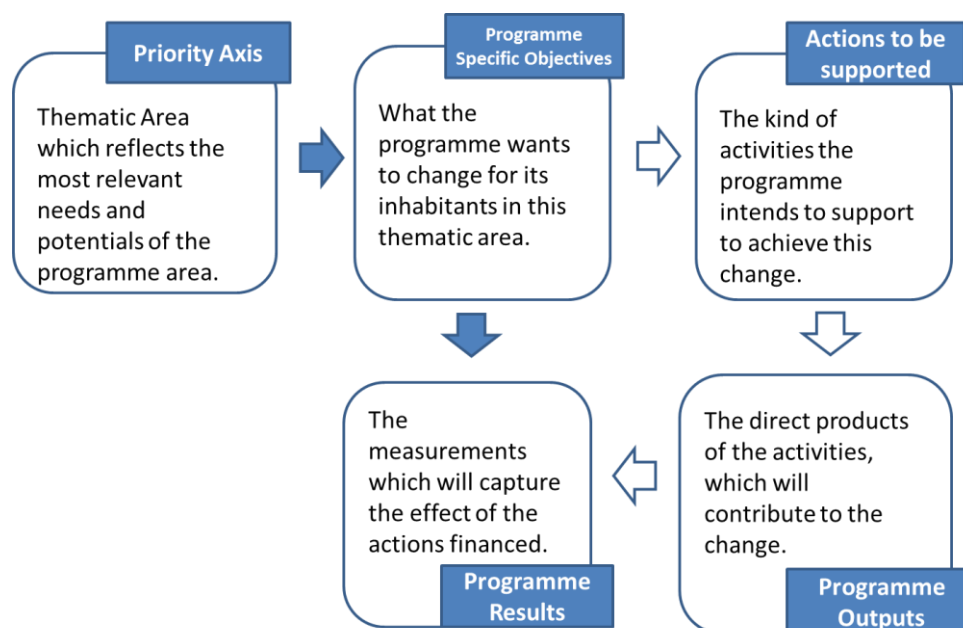 Priority Axis
Thematic Area
which reflects the
most relevant
needs and
potentials of the
programme area.
Programme
Specific Objectives
What the
programme wants
to change for its
inhabitants in this
thematic area.
Actions to be
supported
The kind of
activities the
programme
intends to support
to achieve this
change.
The
measurements
which will capture
the effect of the
actions financed.
Programme
Results
The direct products
of the activities,
which will
contribute to the
change.
Programme
Outputs